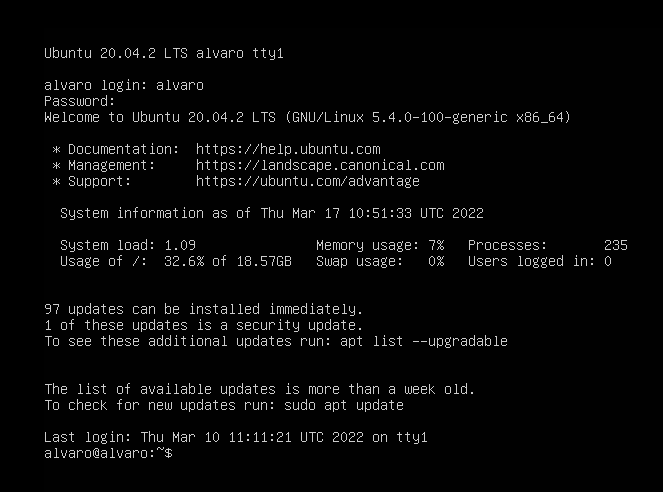 Ubuntu 20.04.2 LTS alvaro tty1
alvaro login: alvaro
Password:
Welcome to Ubuntu 20.04.2 LTS (GNU/Linux 5.4.0-100-generic x86_64)
* Documentation:  https://help.ubuntu.com
* Management:     https://landscape.canonical.com
* Support:        https://ubuntu.com/advantage
System information as of Thu Mar 17 10:51:33 UTC 2022
System load: 1.09               Memory usage: 7%   Processes:       235
Usage of /:  32.6% of 18.57GB   Swap usage:   0%   Users logged in: 0
97 updates can be installed immediately.
1 of these updates is a security update.
To see these additional updates run: apt list --upgradable
The list of available updates is more than a week old.
To check for new updates run: sudo apt update
Last login: Thu Mar 10 11:11:21 UTC 2022 on tty1
alvaro@alvaro:~$